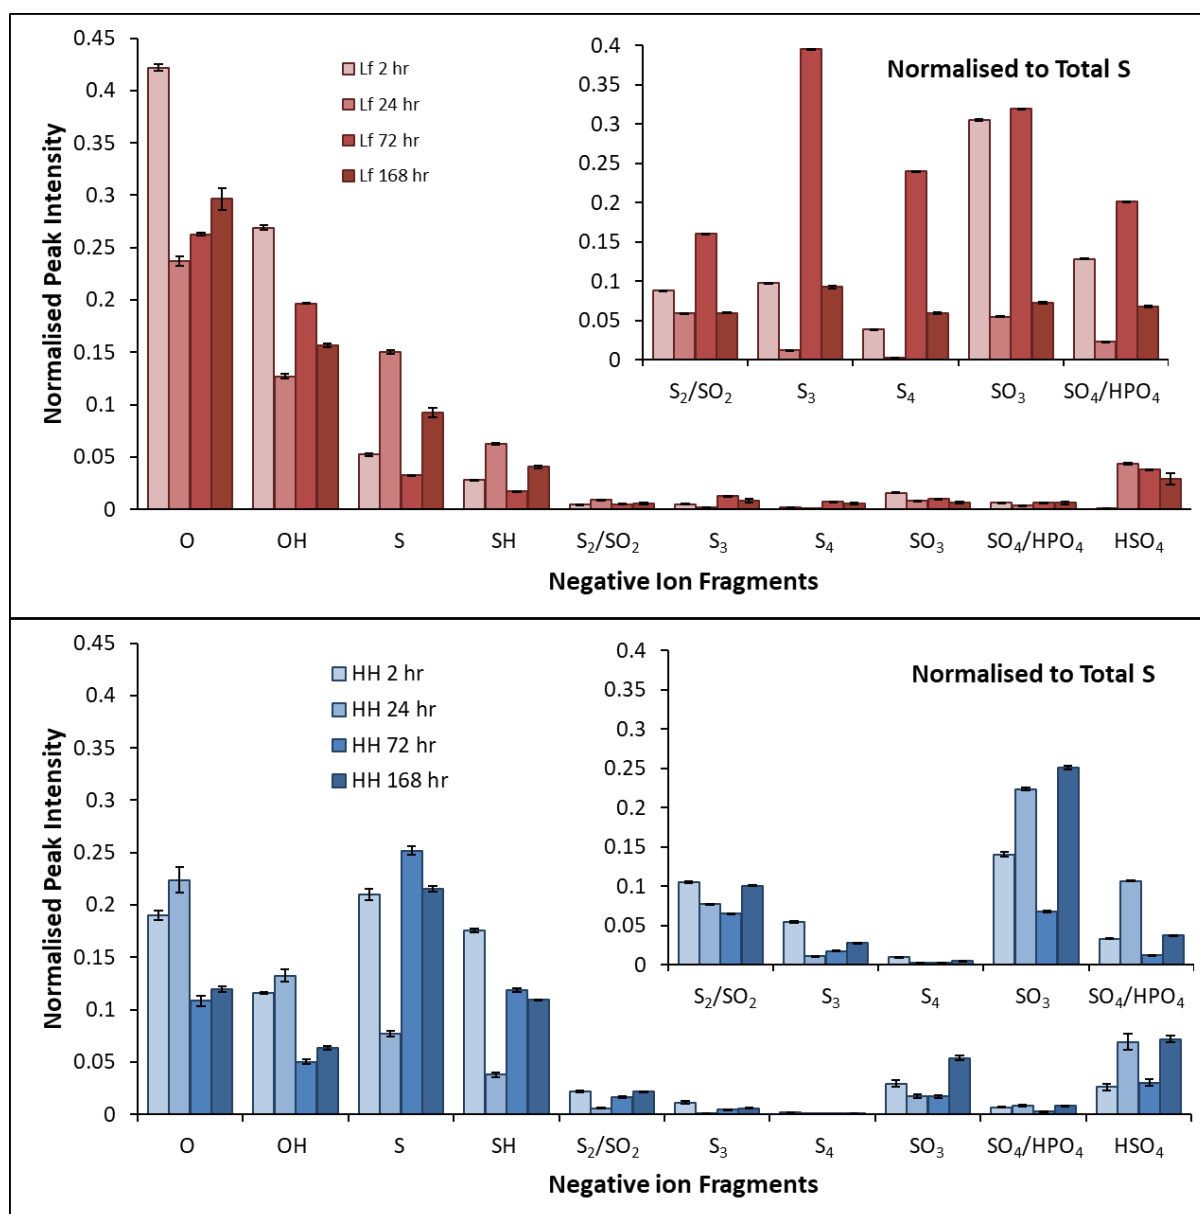 Normalised Peak Intensity
0.45
0.4
0.35
0.3
0.25
0.2
0.15
0.1
0.05
0
Lf 2 hr
Lf 24 hr
Lf 72 hr
Lf 168 hr
Normalised to Total S
0.4
0.35
0.3
0.25
0.2
0.15
0.1
0.05
0
S₂/SO₂ S₃ S₄ SO₃ SO₄/HPO₄
O OH S SH S₂/SO₂ S₃ S₄ SO₃ SO₄/HPO₄ HSO₄
Negative Ion Fragments
Normalised Peak Intensity
0.45
0.4
0.35
0.3
0.25
0.2
0.15
0.1
0.05
0
HH 2 hr
HH 24 hr
HH 72 hr
HH 168 hr
Normalised to Total S
0.4
0.35
0.3
0.25
0.2
0.15
0.1
0.05
0
S₂/SO₂ S₃ S₄ SO₃ SO₄/HPO₄
O OH S SH S₂/SO₂ S₃ S₄ SO₃ SO₄/HPO₄ HSO₄
Negative ion Fragments